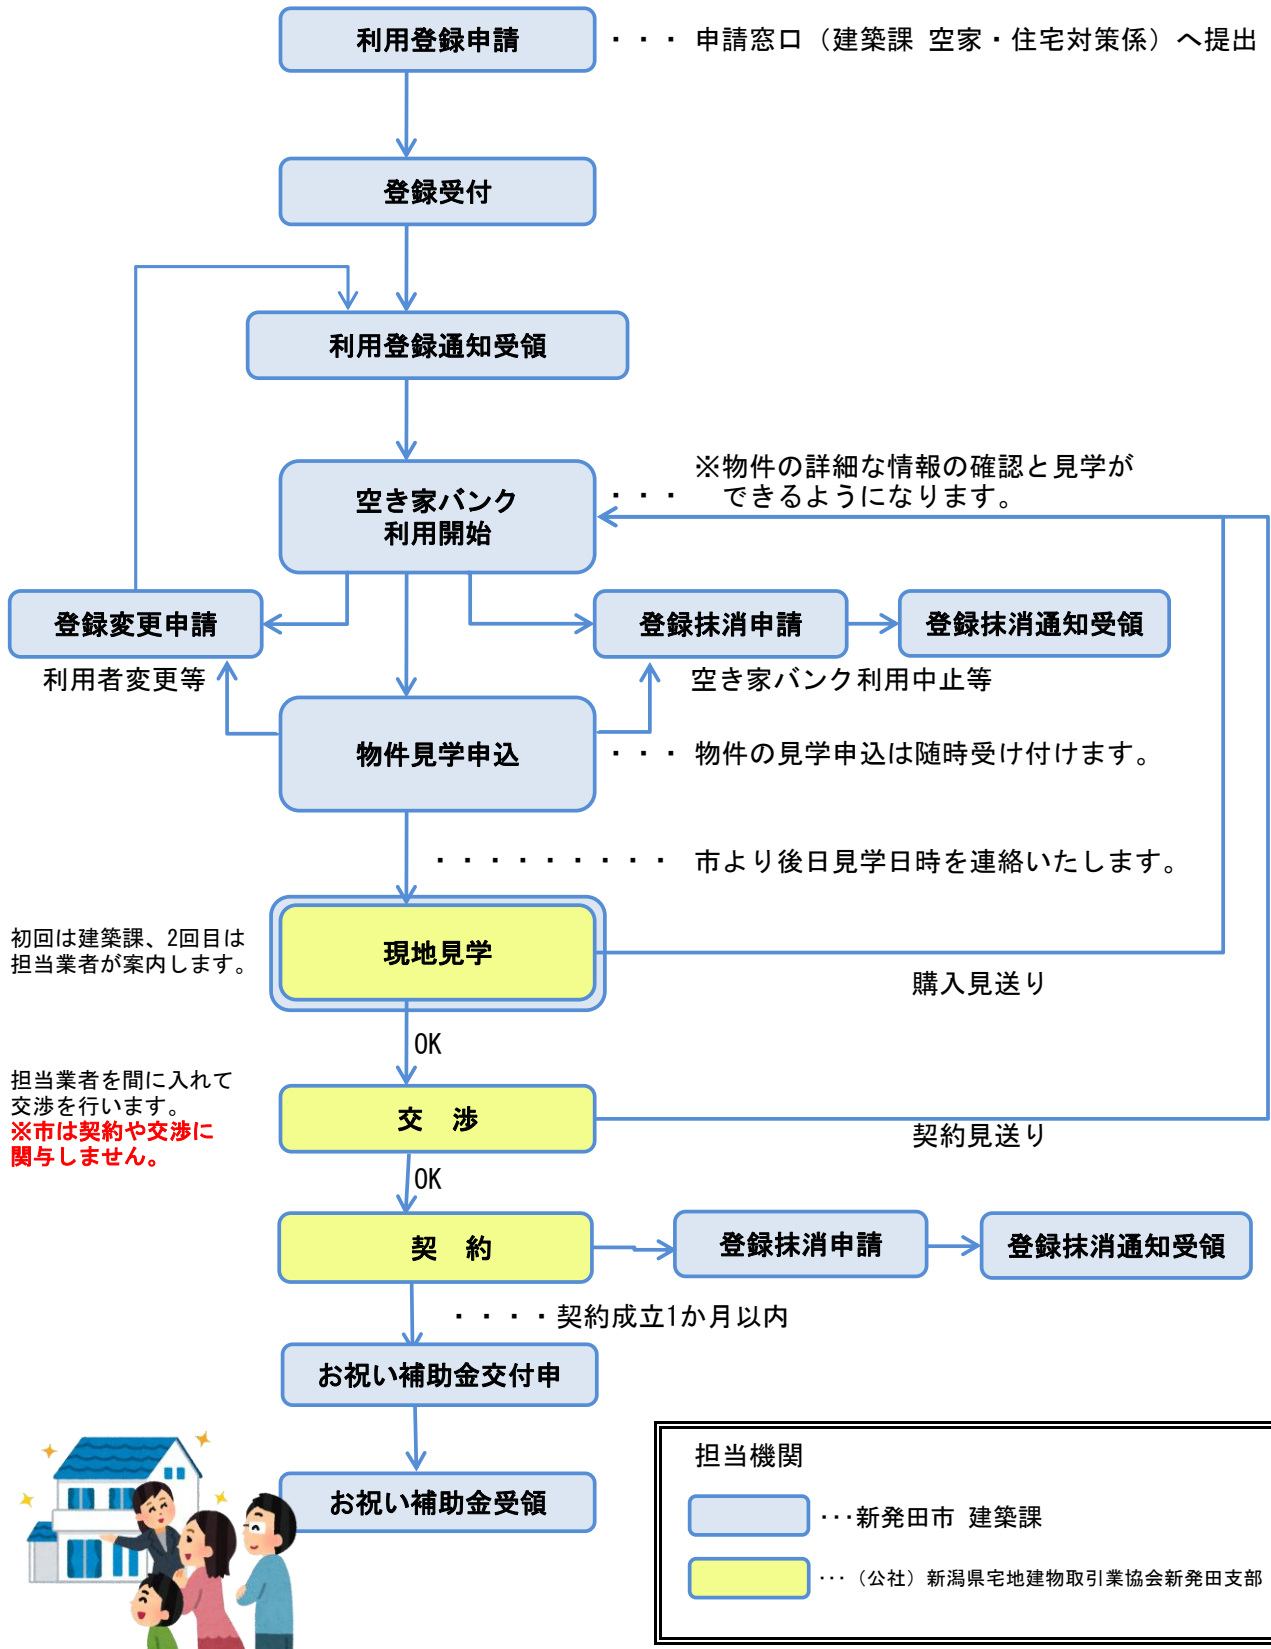 利用登録申請
・・・ 申請窓口（建築課 空家・住宅対策係）へ提出
登録受付
利用登録通知受領
空き家バンク
利用開始
※物件の詳細な情報の確認と見学が
・・・ できるようになります。
登録変更申請
利用者変更等
登録抹消申請
登録抹消通知受領
空き家バンク利用中止等
物件見学申込
・・・ 物件の見学申込は随時受け付けます。
・・・・・・・・・ 市より後日見学日時を連絡いたします。
初回は建築課、2回目は
担当業者が案内します。
現地見学
購入見送り
OK
担当業者を間に入れて
交渉を行います。
※市は契約や交渉に
関与しません。
交　渉
契約見送り
OK
契　約
登録抹消申請
登録抹消通知受領
・・・・契約成立1か月以内
お祝い補助金交付申
お祝い補助金受領
担当機関
・・・新発田市 建築課
・・・（公社）新潟県宅地建物取引業協会新発田支部